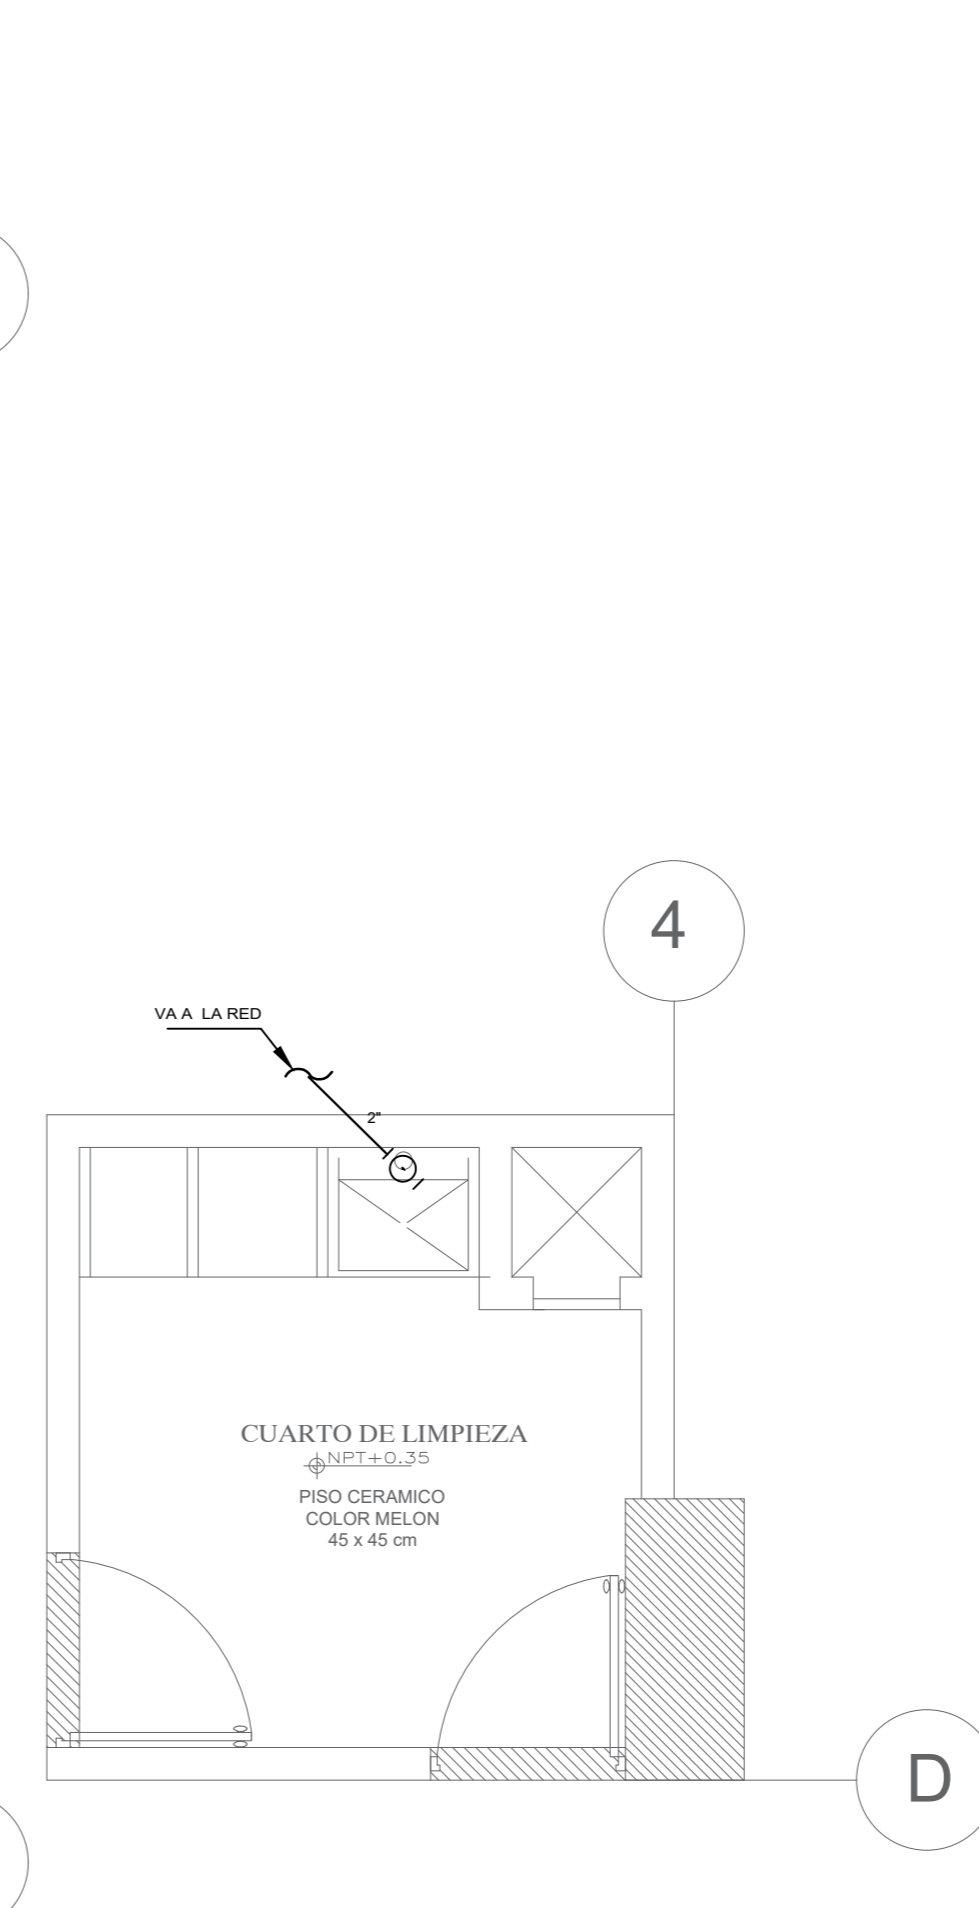 4
VA A LA RED
2"
CUARTO DE LIMPIEZA
NPT+0.35
PISO CERAMICO
COLOR MELON
45 x 45 cm
D